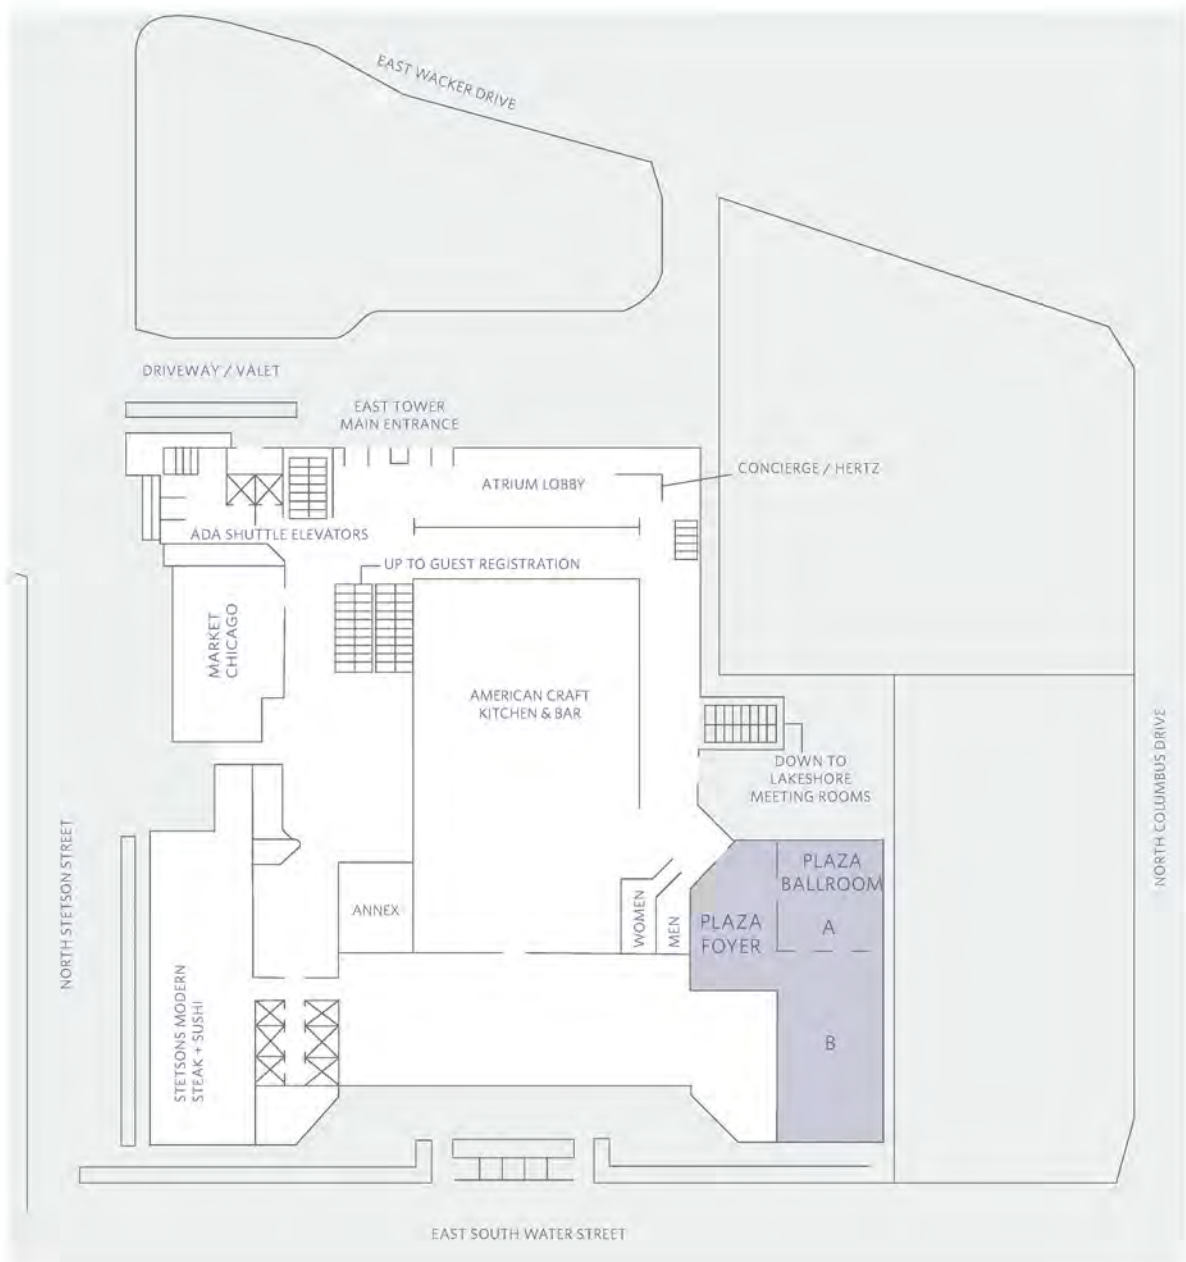 EAST WACKER DRIVE
DRIVEWAY / VALET
EAST TOWER
MAIN ENTRANCE
CONCIERGE / HERTZ
ATRIUM LOBBY
ADA SHUTTLE ELEVATORS
UP TO GUEST REGISTRATION
MARKET
CHICAGO
AMERICAN CRAFT
KITCHEN & BAR
DOWN TO
LAKESHORE
MEETING ROOMS
NORTH COLUMBUS DRIVE
NORTH STETSON STREET
PLAZA
BALLROOM
A
ANNEX
WOMEN
MEN
PLAZA
FOYER
STETSONS MODERN
STEAK + SUSHI
B
EAST SOUTH WATER STREET